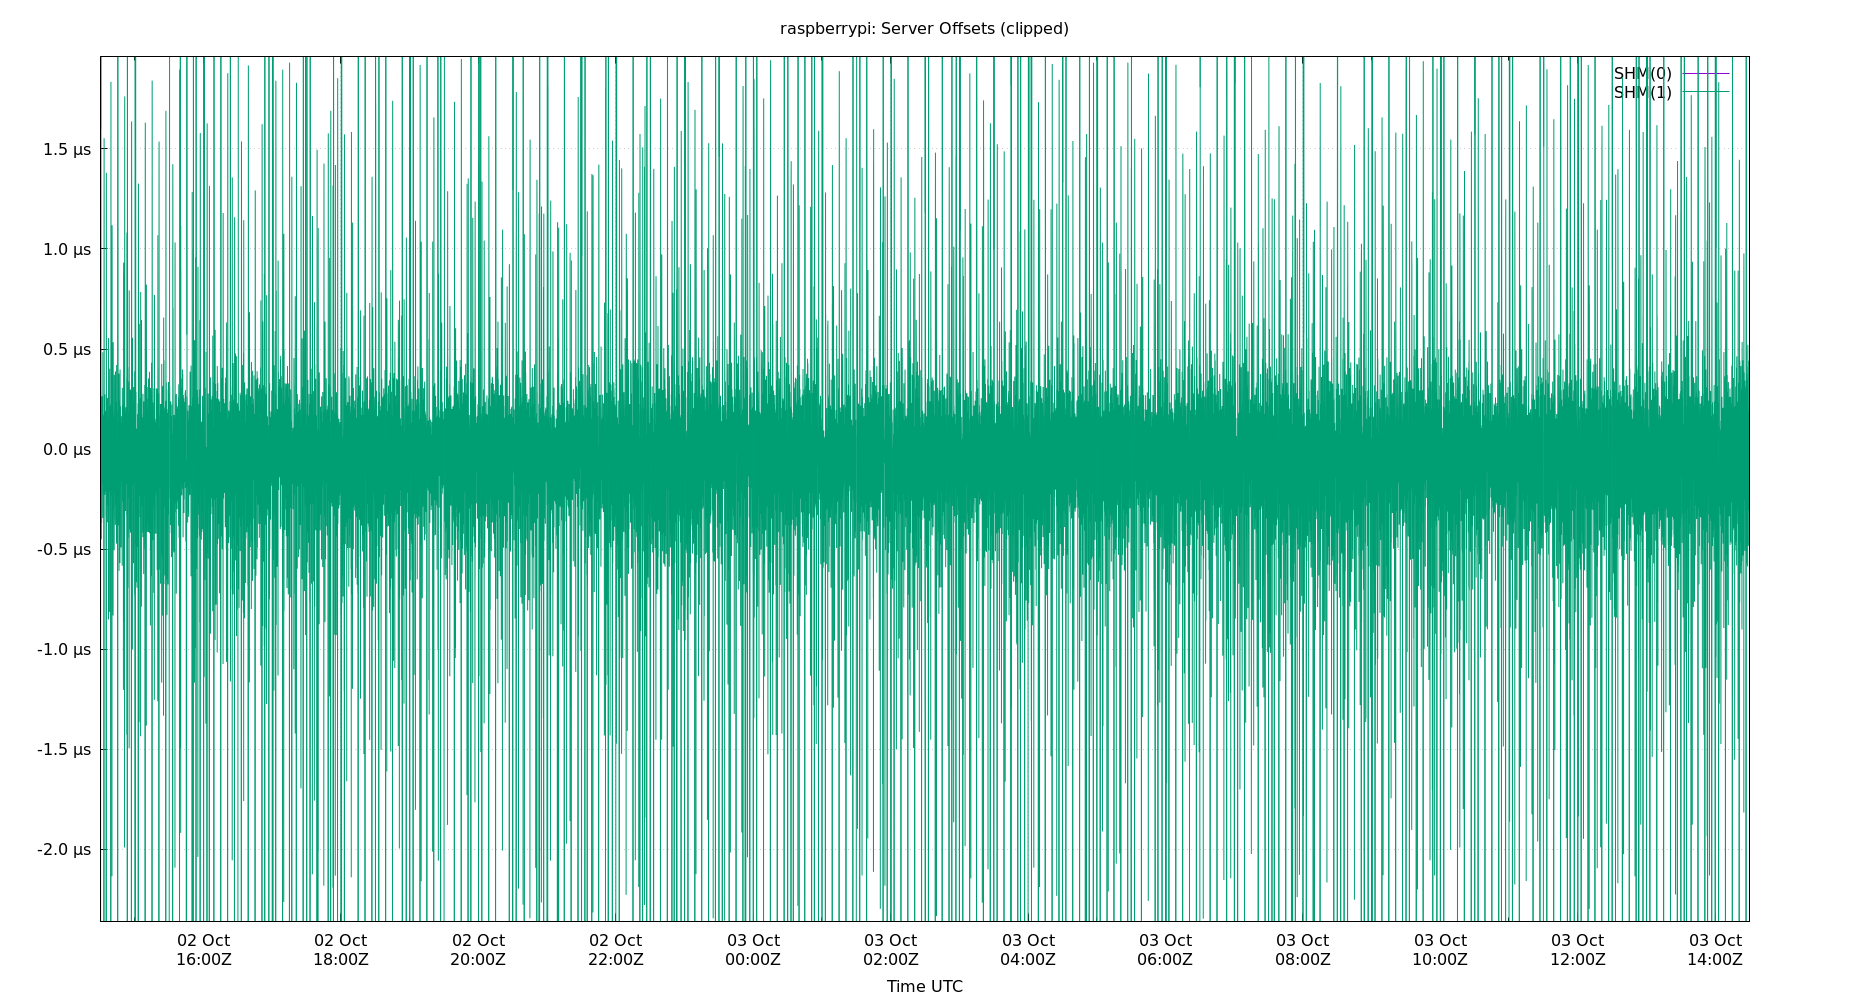 raspberrypi: Server Offsets (clipped)
SHM(0)
SHM(1)
1.5 µs
1.0 µs
0.5 µs
0.0 µs
-0.5 µs
-1.0 µs
-1.5 µs
-2.0 µs
02 Oct 02 Oct 02 Oct 02 Oct 03 Oct 03 Oct 03 Oct 03 Oct 03 Oct 03 Oct 03 Oct 03 Oct
16:00Z 18:00Z 20:00Z 22:00Z 00:00Z 02:00Z 04:00Z 06:00Z 08:00Z 10:00Z 12:00Z 14:00Z
Time UTC